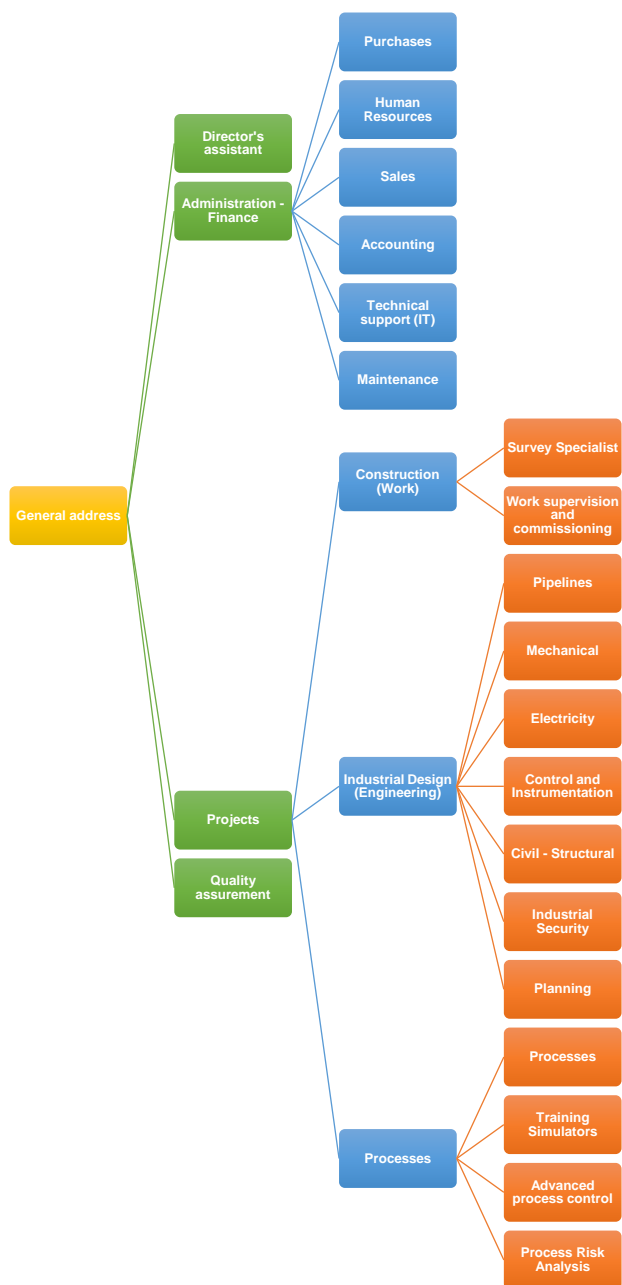 Purchases
Human
Resources
Director's
assistant
Sales
Administration -
Finance
Accounting
Technical
support (IT)
Maintenance
Survey Specialist
Construction
(Work)
General address
Work supervision
and
commissioning
Pipelines
Mechanical
Electricity
Industrial Design
(Engineering)
Control and
Instrumentation
Projects
Civil - Structural
Quality
assurement
Industrial
Security
Planning
Processes
Training
Simulators
Processes
Advanced
process control
Process Risk
Analysis